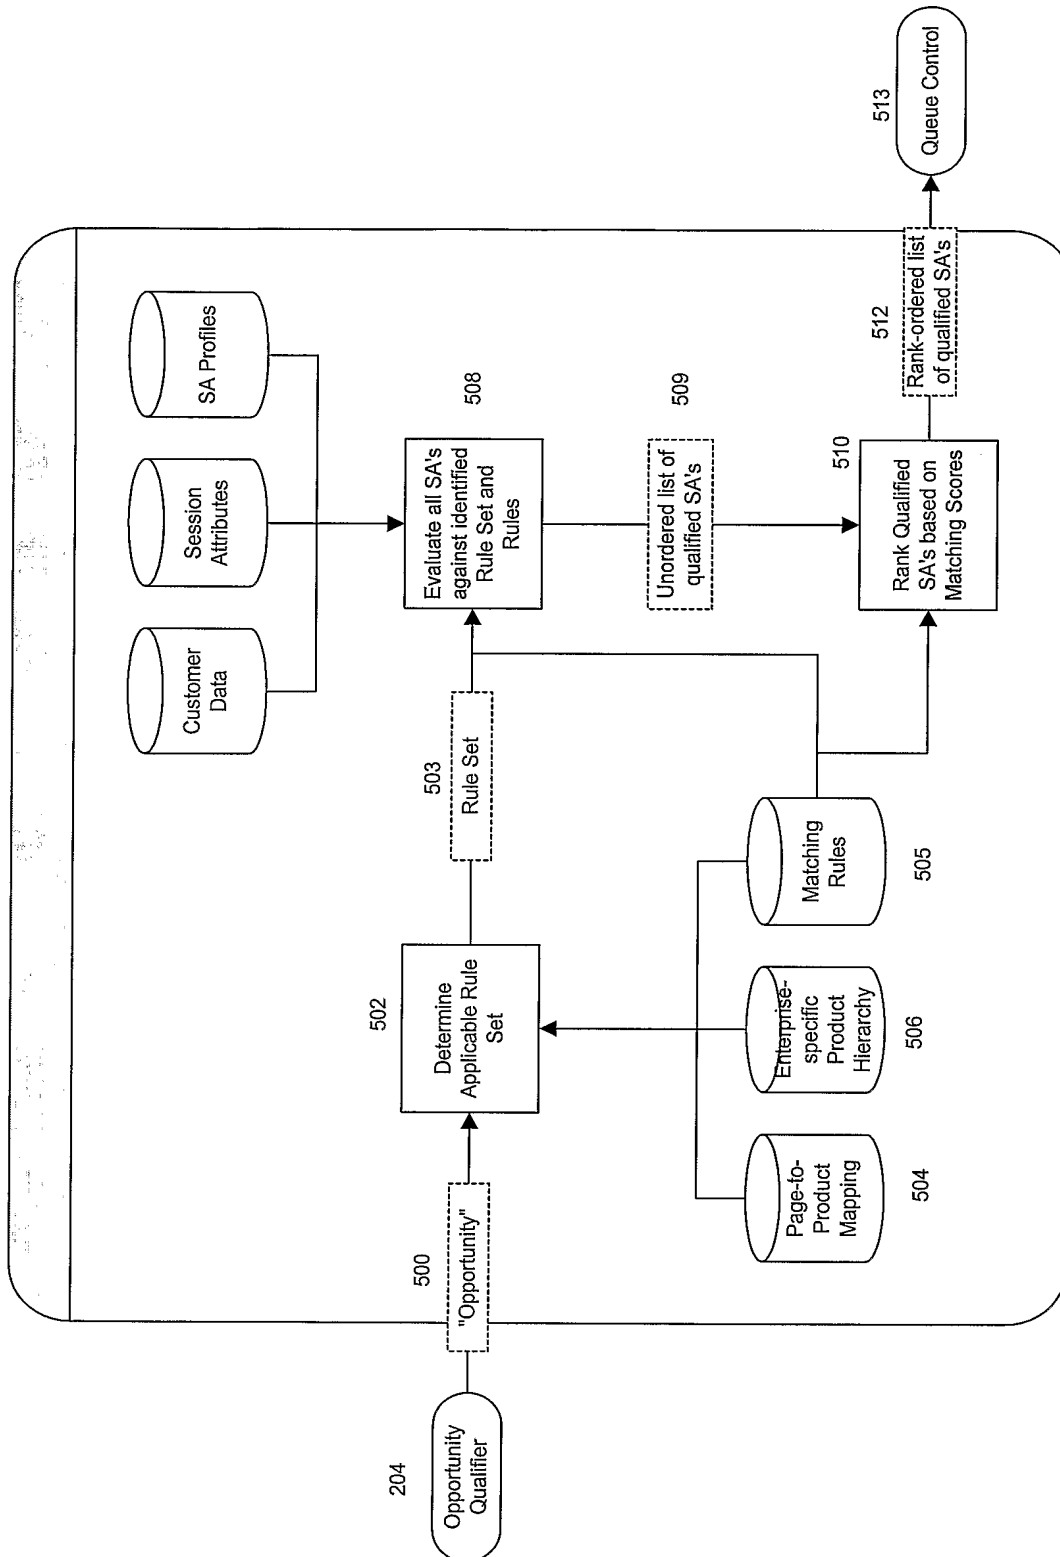 204
Opportunity
Qualifier
500
"Opportunity"
502
Determine
Applicable Rule
Set
503
Rule Set
Page-to-
Product
Mapping
504
Enterprise-
specific
Product
Hierarchy
506
Matching
Rules
505
Customer
Data
Session
Attributes
SA Profiles
Evaluate all SA's
against identified
Rule Set and
Rules
508
Unordered list of
qualified SA's
509
510
Rank Qualified
SA's based on
Matching Scores
512
Rank-ordered list
of qualified SA's
513
Queue Control